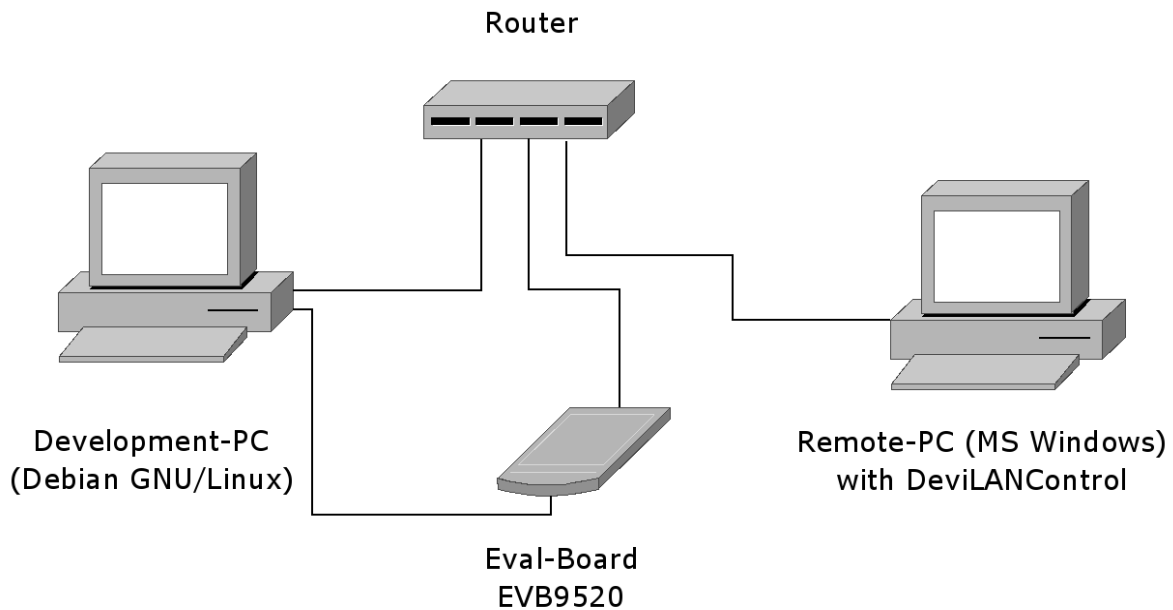 Router
Development-PC
(Debian GNU/Linux)
Remote-PC (MS Windows)
with DeviLANControl
Eval-Board
EVB9520